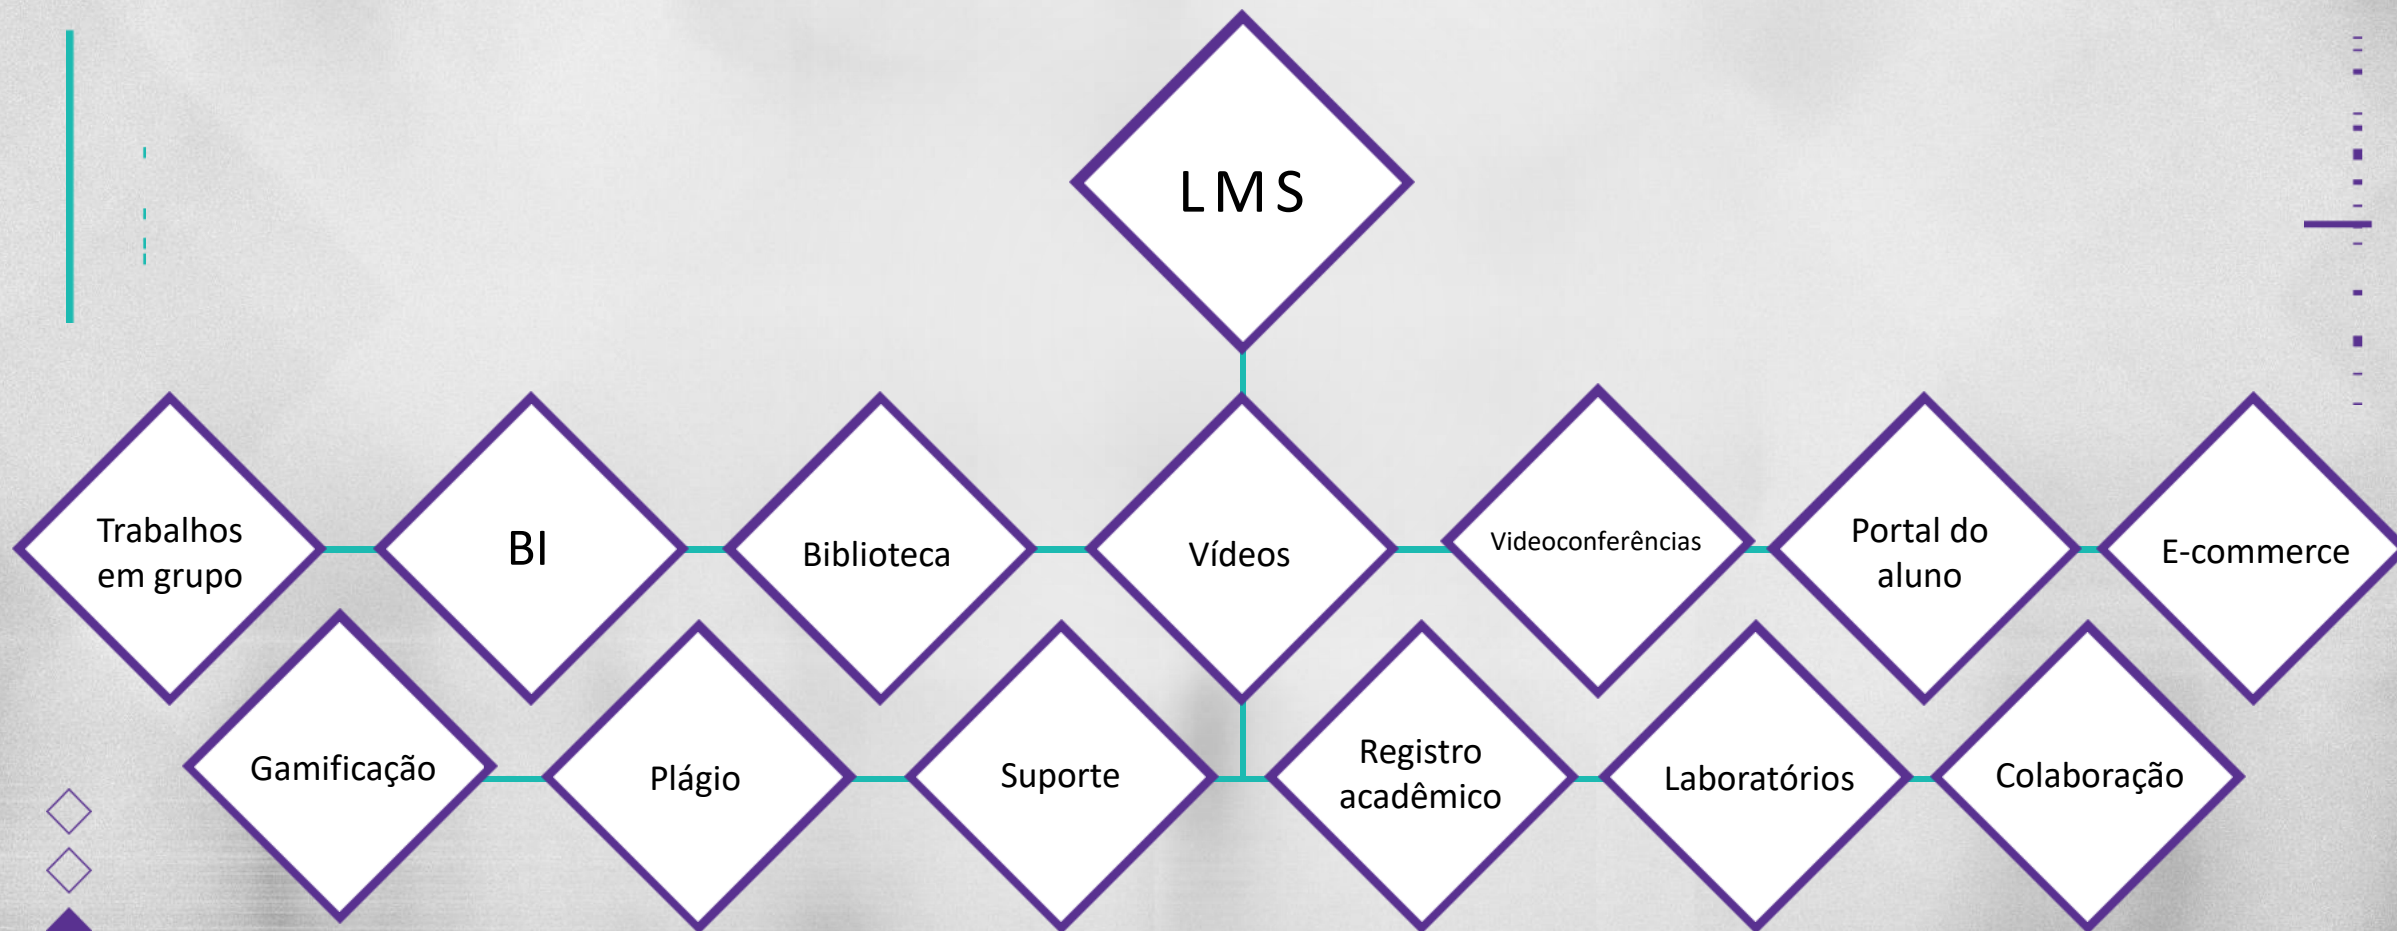 LMS
Trabalhos
em grupo
BI
Biblioteca
Vídeos
Videoconferências
Portal do
aluno
E-commerce
Gamificação
Plágio
Suporte
Registro
acadêmico
Laboratórios
Colaboração